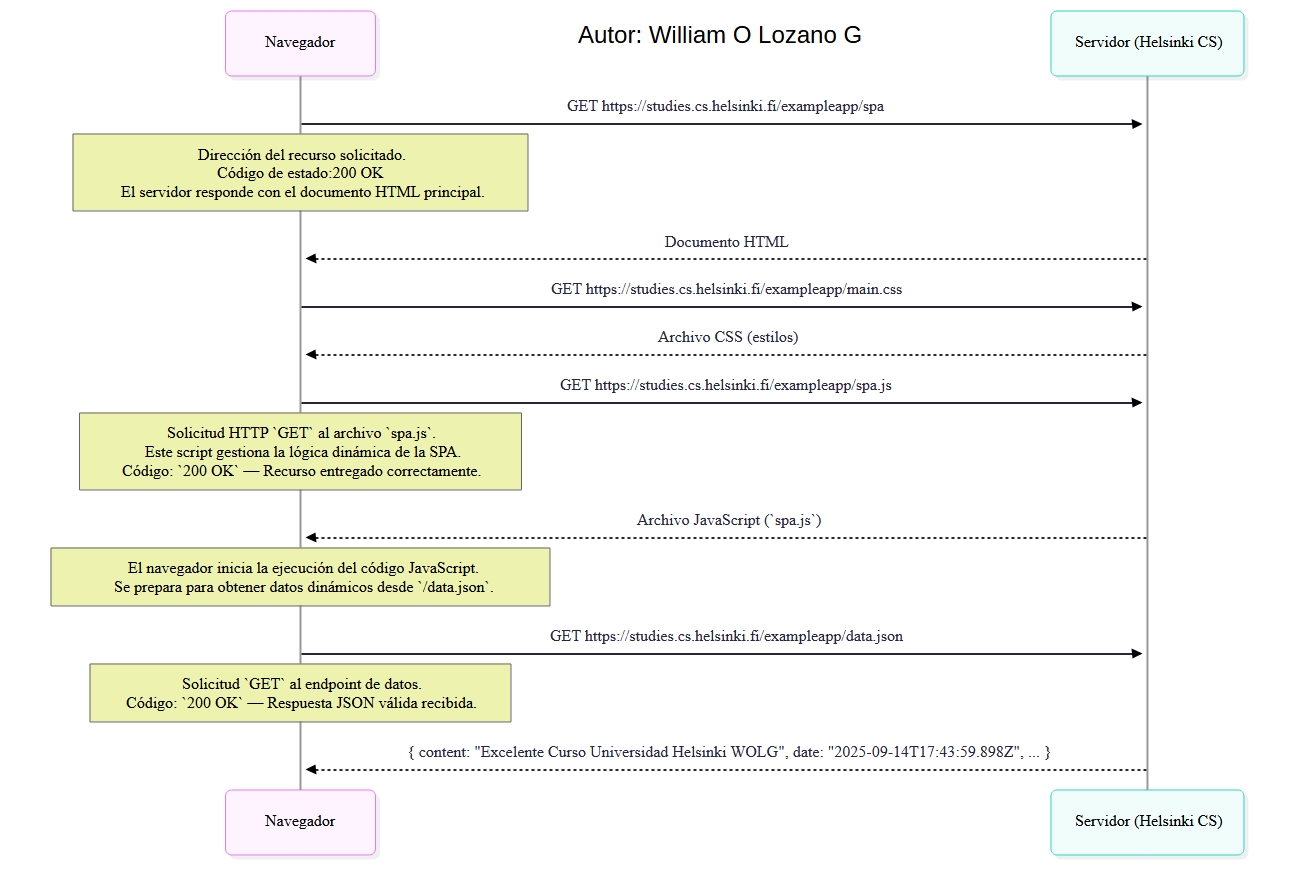 Navegador
Autor: William O Lozano G
Servidor (Helsinki CS)
GET https://studies.cs.helsinki.fi/exampleapp/spa
Dirección del recurso solicitado.
Código de estado:200 OK
El servidor responde con el documento HTML principal.
Documento HTML
GET https://studies.cs.helsinki.fi/exampleapp/main.css
Archivo CSS (estilos)
GET https://studies.cs.helsinki.fi/exampleapp/spa.js
Solicitud HTTP `GET` al archivo `spa.js`.
Este script gestiona la lógica dinámica de la SPA.
Código: `200 OK` — Recurso entregado correctamente.
Archivo JavaScript (`spa.js`)
El navegador inicia la ejecución del código JavaScript.
Se prepara para obtener datos dinámicos desde `/data.json`.
GET https://studies.cs.helsinki.fi/exampleapp/data.json
Solicitud `GET` al endpoint de datos.
Código: `200 OK` — Respuesta JSON válida recibida.
{ content: "Excelente Curso Universidad Helsinki WOLG", date: "2025-09-14T17:43:59.898Z", ... }
Navegador
Servidor (Helsinki CS)